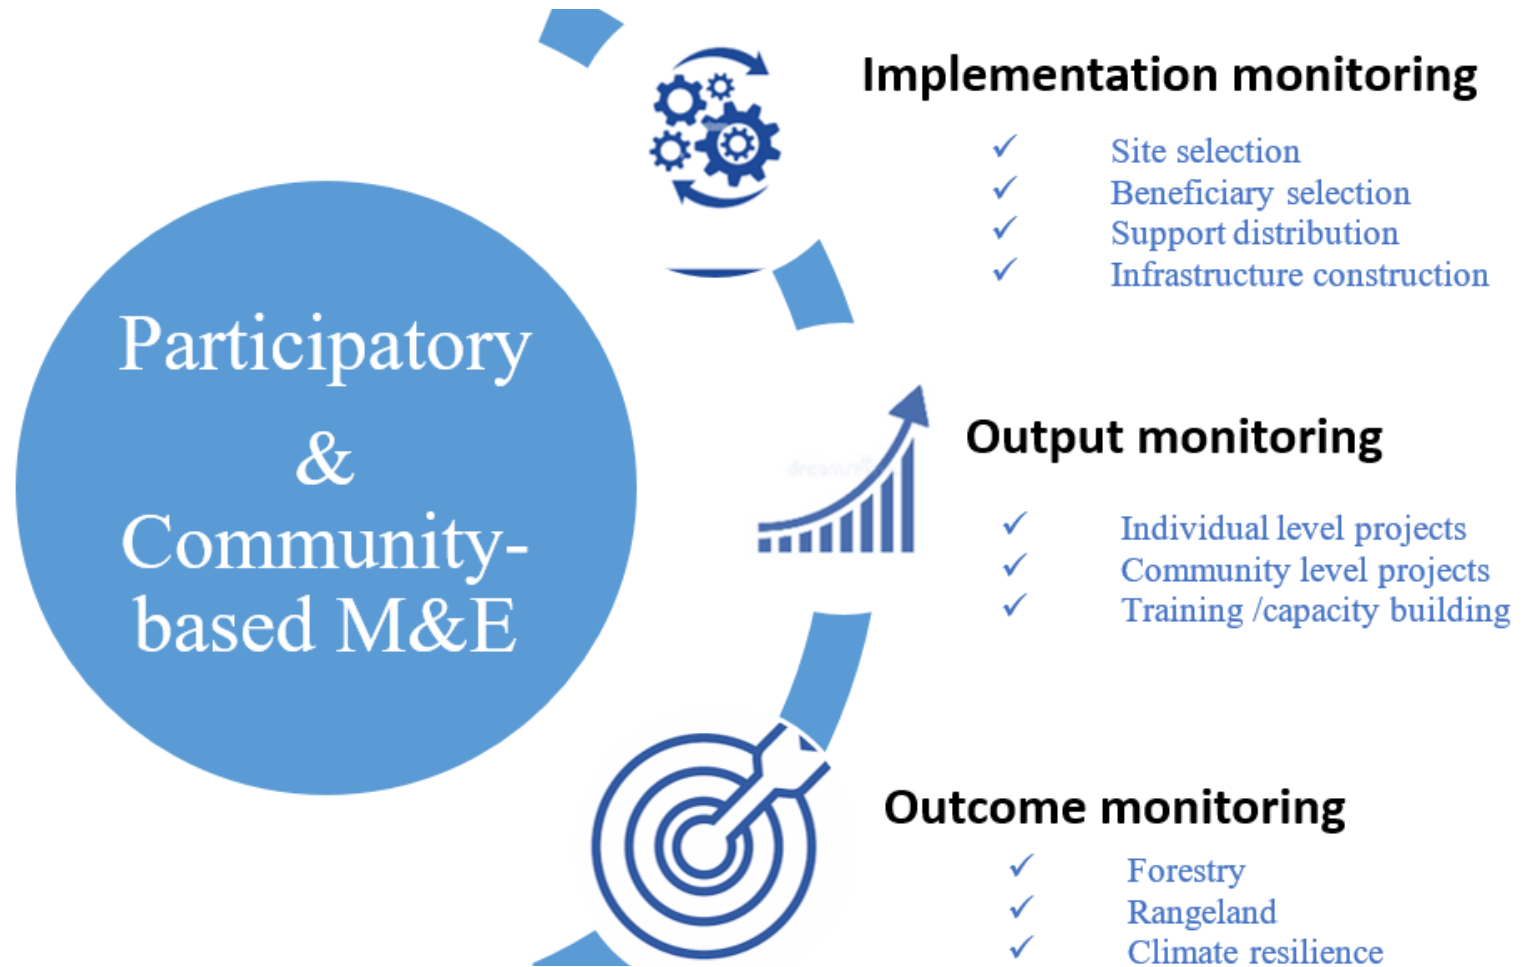 Participatory
&
Community-
based M&E
Implementation monitoring
✓ Site selection
✓ Beneficiary selection
✓ Support distribution
✓ Infrastructure construction
Output monitoring
✓ Individual level projects
✓ Community level projects
✓ Training /capacity building
Outcome monitoring
✓ Forestry
✓ Rangeland
✓ Climate resilience